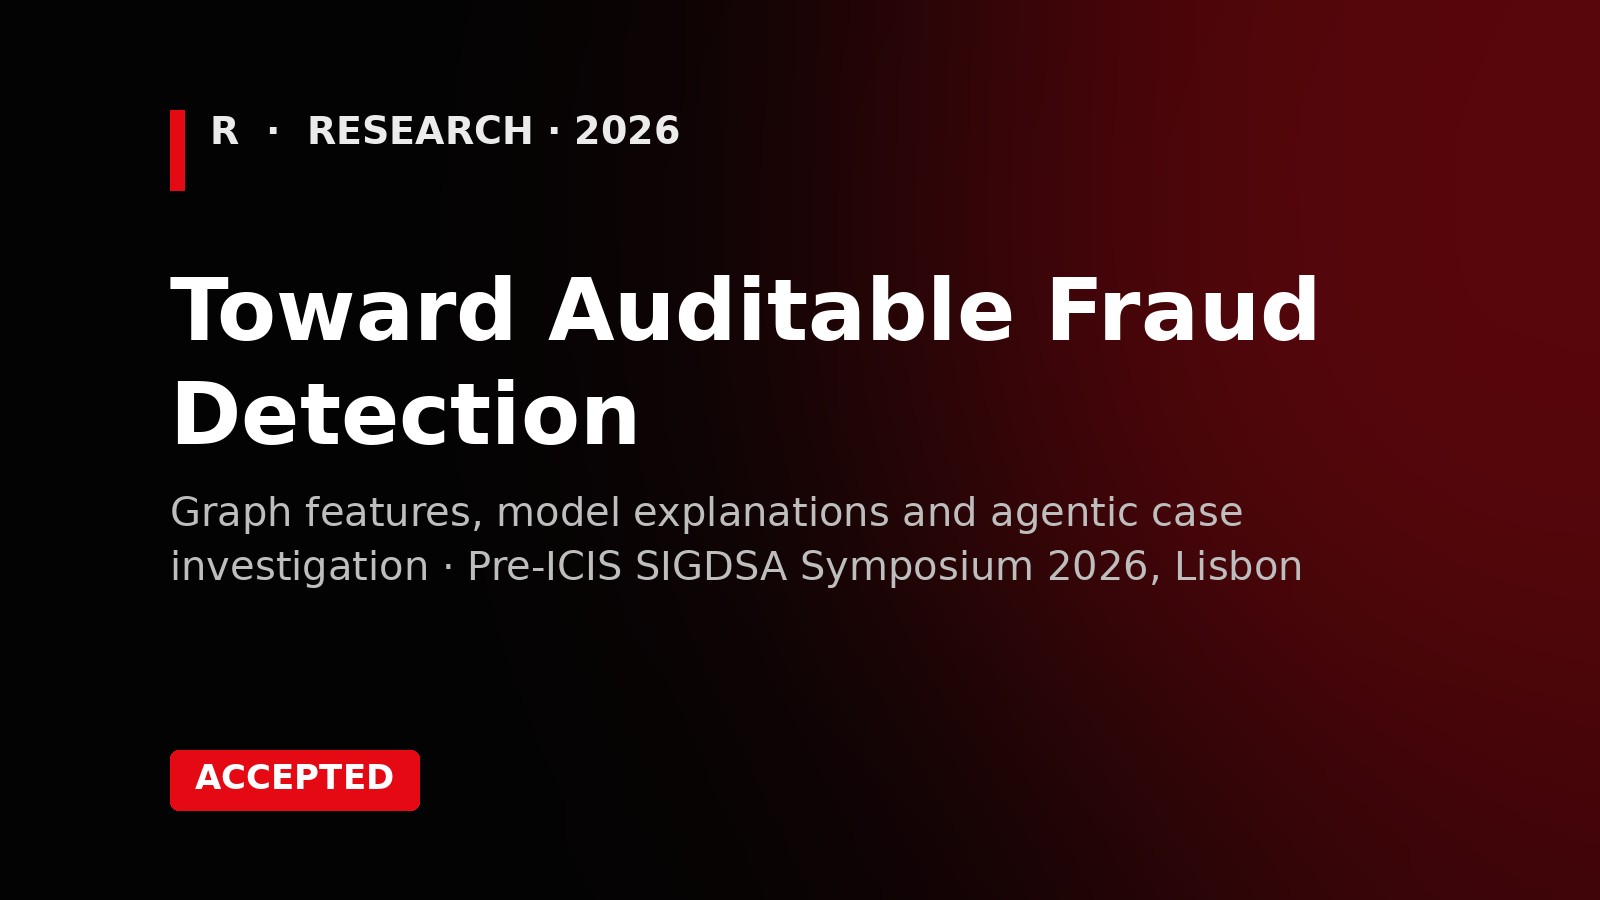 R · RESEARCH · 2026
Toward Auditable Fraud
Detection
Graph features, model explanations and agentic case
investigation · Pre-ICIS SIGDSA Symposium 2026, Lisbon
ACCEPTED